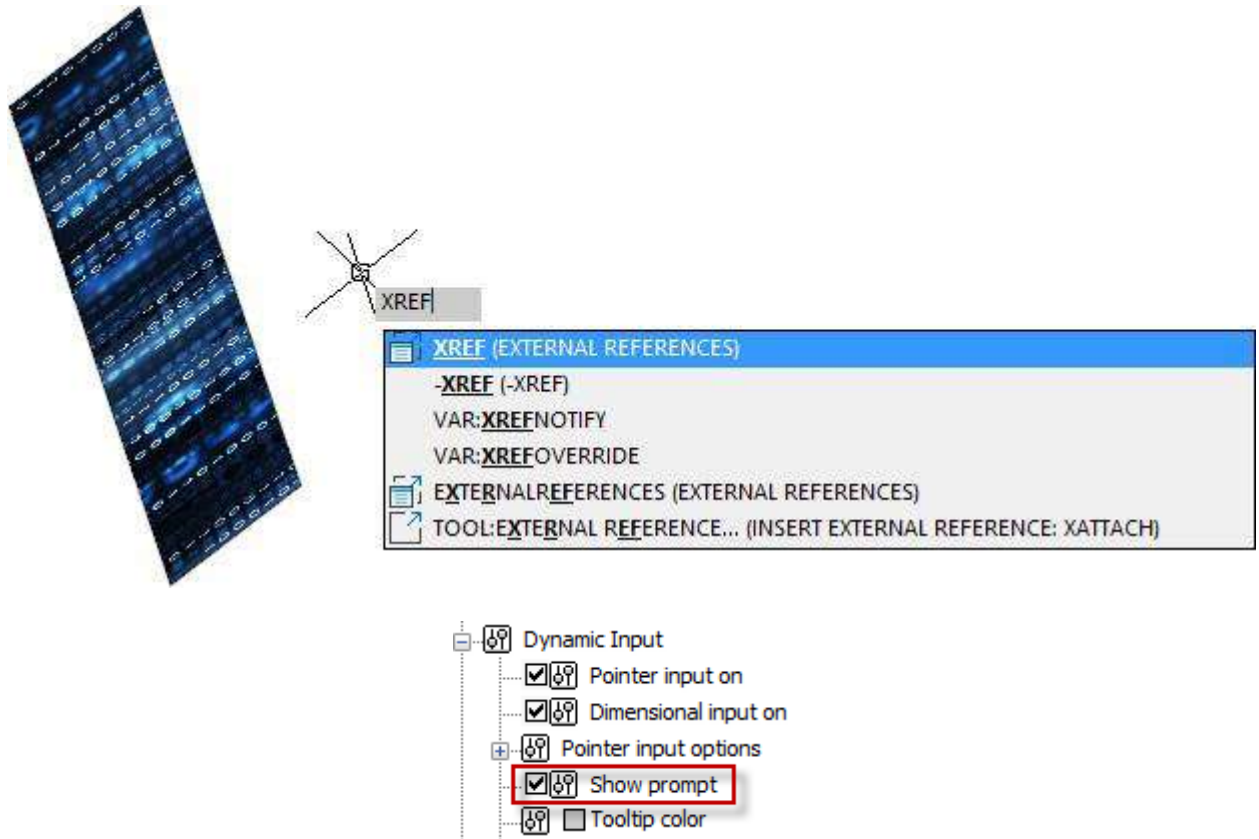 XREF
XREF (EXTERNAL REFERENCES)
-XREF (-XREF)
VAR:XREFNOTIFY
VAR:XREFOVERRIDE
EXTERNALREFERENCES (EXTERNAL REFERENCES)
TOOL:EXTERNAL REFERENCE... (INSERT EXTERNAL REFERENCE: XATTACH)
Dynamic Input
Pointer input on
Dimensional input on
Pointer input options
Show prompt
Tooltip color